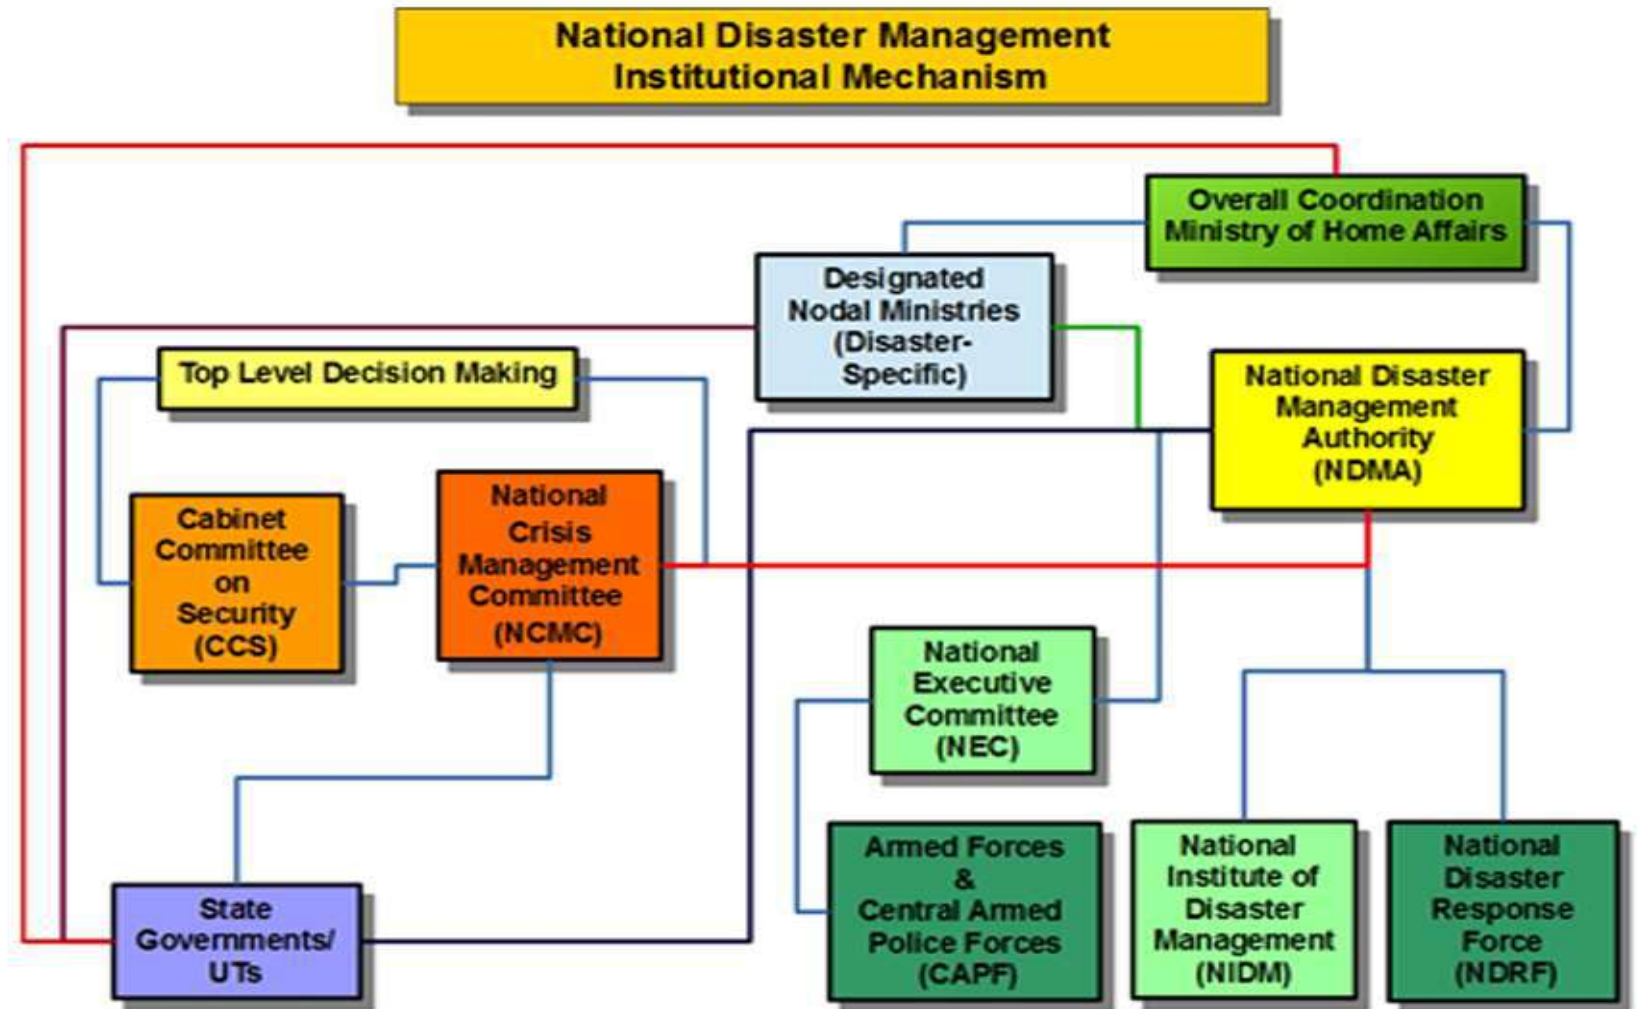 National Disaster Management
Institutional Mechanism
Overall Coordination
Ministry of Home Affairs
Designated
Nodal Ministries
(Disaster-
Specific)
Top Level Decision Making
National Disaster
Management
Authority
(NDMA)
Cabinet
Committee
on
Security
(CCS)
National
Crisis
Management
Committee
(NCMC)
National
Executive
Committee
(NEC)
State
Governments/
UTs
Armed Forces
&
Central Armed
Police Forces
(CAPF)
National
Institute of
Disaster
Management
(NIDM)
National
Disaster
Response
Force
(NDRF)